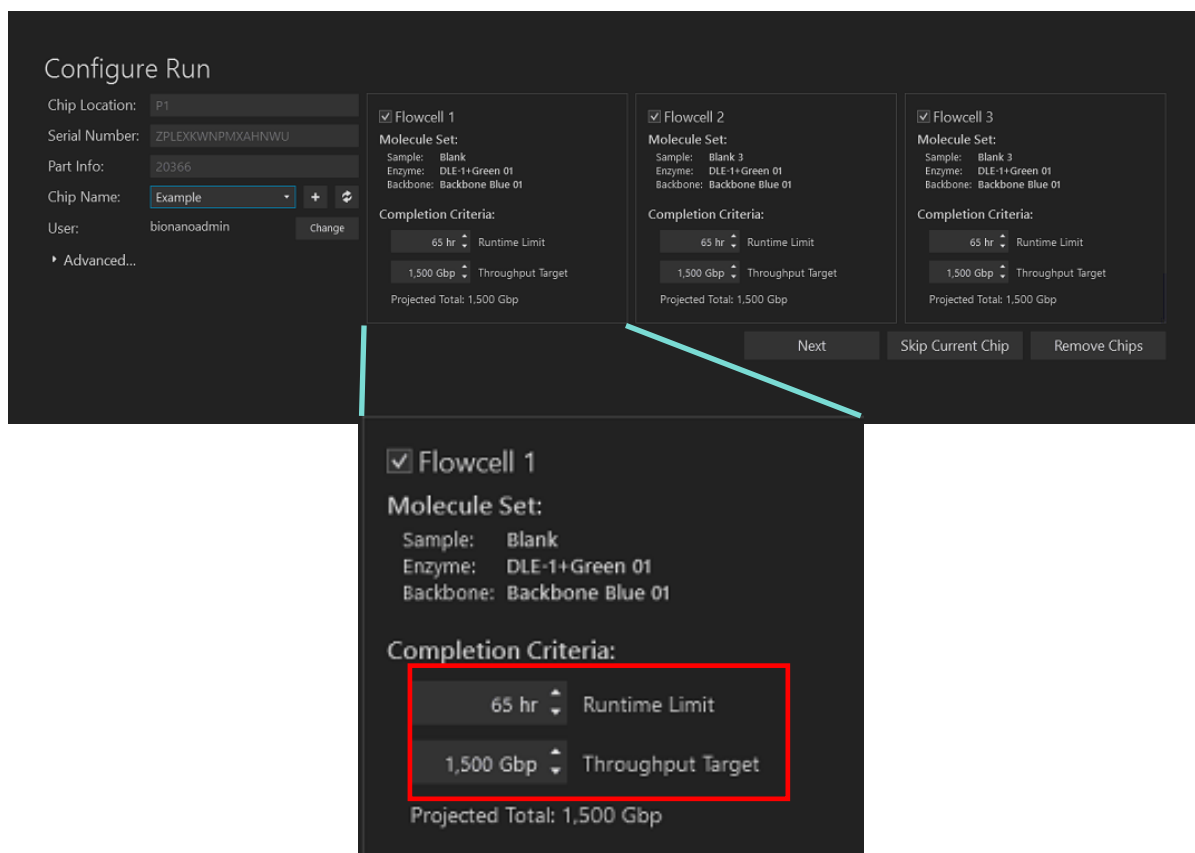 Configure Run
Chip Location: P1
Serial Number: ZPLEXKWNPMXAHNWU
Part Info: 20366
Chip Name: Example +
User: bionanoadmin Change
Advanced...
Flowcell 1
Molecule Set:
Sample: Blank
Enzyme: DLE-1+Green 01
Backbone: Backbone Blue 01
Completion Criteria:
65 hr Runtime Limit
1,500 Gbp Throughput Target
Projected Total: 1,500 Gbp
Flowcell 2
Molecule Set:
Sample: Blank 3
Enzyme: DLE-1+Green 01
Backbone: Backbone Blue 01
Completion Criteria:
65 hr Runtime Limit
1,500 Gbp Throughput Target
Projected Total: 1,500 Gbp
Flowcell 3
Molecule Set:
Sample: Blank 3
Enzyme: DLE-1+Green 01
Backbone: Backbone Blue 01
Completion Criteria:
65 hr Runtime Limit
1,500 Gbp Throughput Target
Projected Total: 1,500 Gbp
Next Skip Current Chip Remove Chips
Flowcell 1
Molecule Set:
Sample: Blank
Enzyme: DLE-1+Green 01
Backbone: Backbone Blue 01
Completion Criteria:
65 hr Runtime Limit
1,500 Gbp Throughput Target
Projected Total: 1,500 Gbp